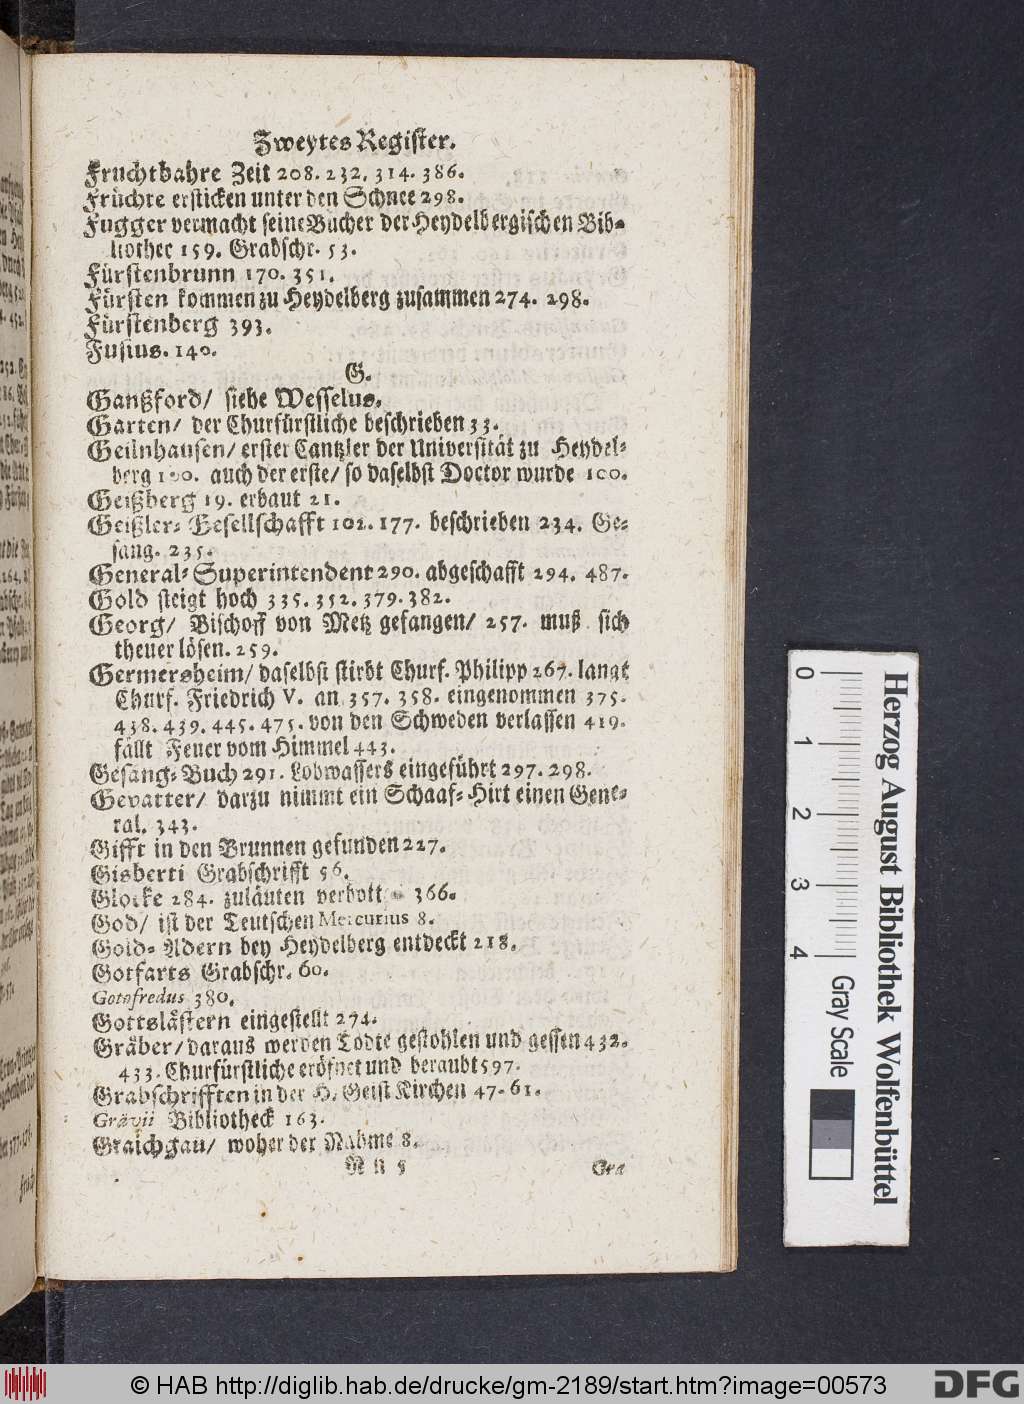 Zweytes Register.
Fruchtbahre Zeit 208. 232. 314. 386.
Früchte ersticken unter den Schnee 298.
Fugger vermacht seine Bücher der Heydelbergischen Bib-
liothec 159. Grabschr. 53.
Fürstenbrunn 170. 351.
Fürsten kommen zu Heydelberg zusammen 274. 298.
Fürstenberg 393.
Fusius. 140.
G.
Ganßford/ siehe Wesselus.
Garten/ der Churfürstliche beschrieben 33.
Geilnhausen/ erster Cantzler der Universität zu Heydel-
berg auch der erste/ so daselbst Doctor wurde 100.
Geißberg 19. erbaut 21.
Geißler-Gesellschafft 102. 177. beschrieben 234. Ge-
sang. 235.
General-Superintendent 290. abgeschafft 294. 487.
Gold steigt hoch 335. 352. 379. 382.
Georg/ Bischoff von Metz gefangen/ 257. muß sich
theuer lösen. 259.
Germersheim/ daselbst stirbt Churf. Philipp 267. langt
Churf. Friedrich V. an 357. 358. eingenommen 375.
438. 439. 445. 475. von den Schweden verlassen 419.
fällt Feuer vom Himmel 443.
Gesang-Buch 291. Lobwassers eingeführt 297. 298.
Gevatter/ darzu nimmt ein Schaaf-Hirt einen Gene-
ral. 343.
Gifft in den Brunnen gefunden 227.
Gisberti Grabschrifft 56.
Glocke 284. zuläuten verbotten 366.
God/ ist der Teutschen Mercurius 8.
Gold-Adern bey Heydelberg entdeckt 218.
Gotfarts Grabschr. 60.
Gotofredus 380.
Gottslästern eingestellt 274.
Gräber/ daraus werden Todte gestohlen und gessen 432.
433. Churfürstliche eröfnet und beraubt 597.
Grabschrifften in der H. Geist Kirchen 47-61.
Grävii Bibliotheck 163.
Graichgau/ woher der Nahme 8.
N n 5
Gra
0 1 2 3 4
Gray Scale
Herzog August Bibliothek Wolfenbüttel
© HAB http://diglib.hab.de/drucke/gm-2189/start.htm?image=00573
DFG